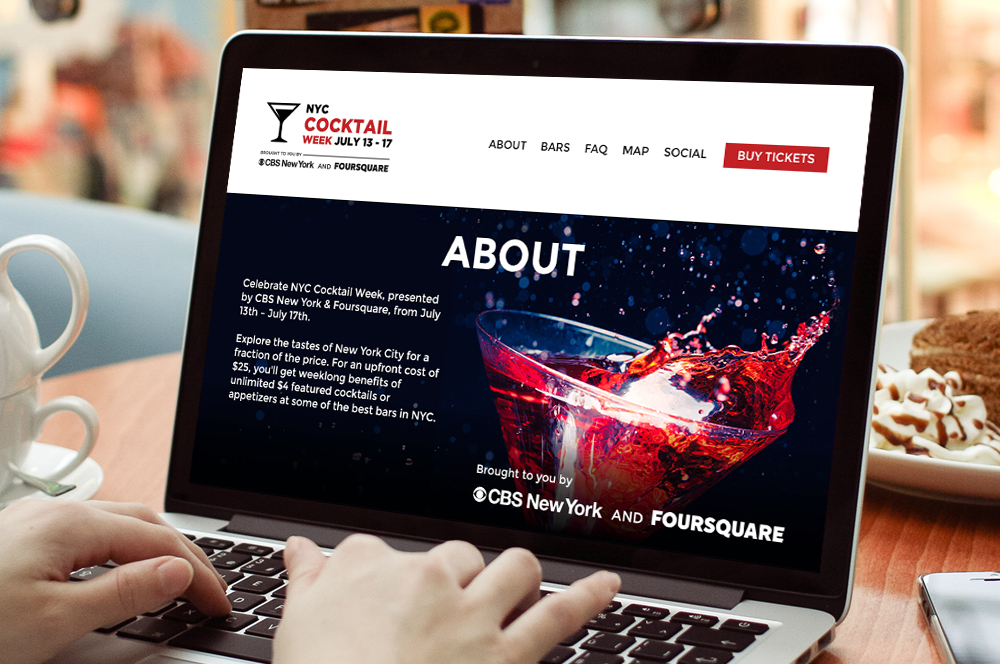 NYC
COCKTAIL
WEEK JULY 13 - 17
BROUGHT TO YOU BY
CBS New York AND FOURSQUARE
ABOUT BARS FAQ MAP SOCIAL BUY TICKETS
ABOUT
Celebrate NYC Cocktail Week, presented
by CBS New York & Foursquare, from July
13th - July 17th.
Explore the tastes of New York City for a
fraction of the price. For an upfront cost of
$25, you'll get weeklong benefits of
unlimited $4 featured cocktails or
appetizers at some of the best bars in NYC.
Brought to you by
CBS New York AND FOURSQUARE